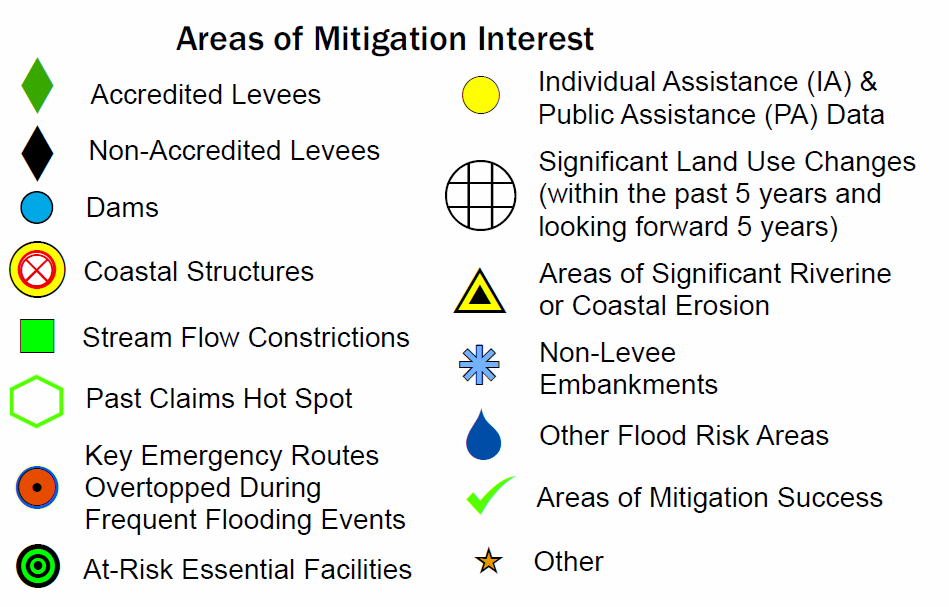 Areas of Mitigation Interest
Accredited Levees
Non-Accredited Levees
Dams
Coastal Structures
Stream Flow Constrictions
Past Claims Hot Spot
Key Emergency Routes
Overtopped During
Frequent Flooding Events
At-Risk Essential Facilities
Individual Assistance (IA) &
Public Assistance (PA) Data
Significant Land Use Changes
(within the past 5 years and
looking forward 5 years)
Areas of Significant Riverine
or Coastal Erosion
Non-Levee
Embankments
Other Flood Risk Areas
Areas of Mitigation Success
Other